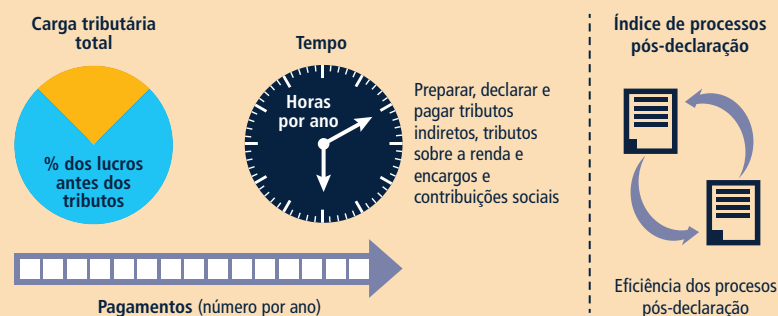 Carga tributária
total
% dos lucros
antes dos
tributos
Tempo
Horas
por ano
Preparar, declarar e
pagar tributos
indiretos, tributos
sobre a renda e
encargos e
contribuições sociais
Pagamentos (número por ano)
Índice de processos
pós-declaração
Eficiência dos procesos
pós-declaração